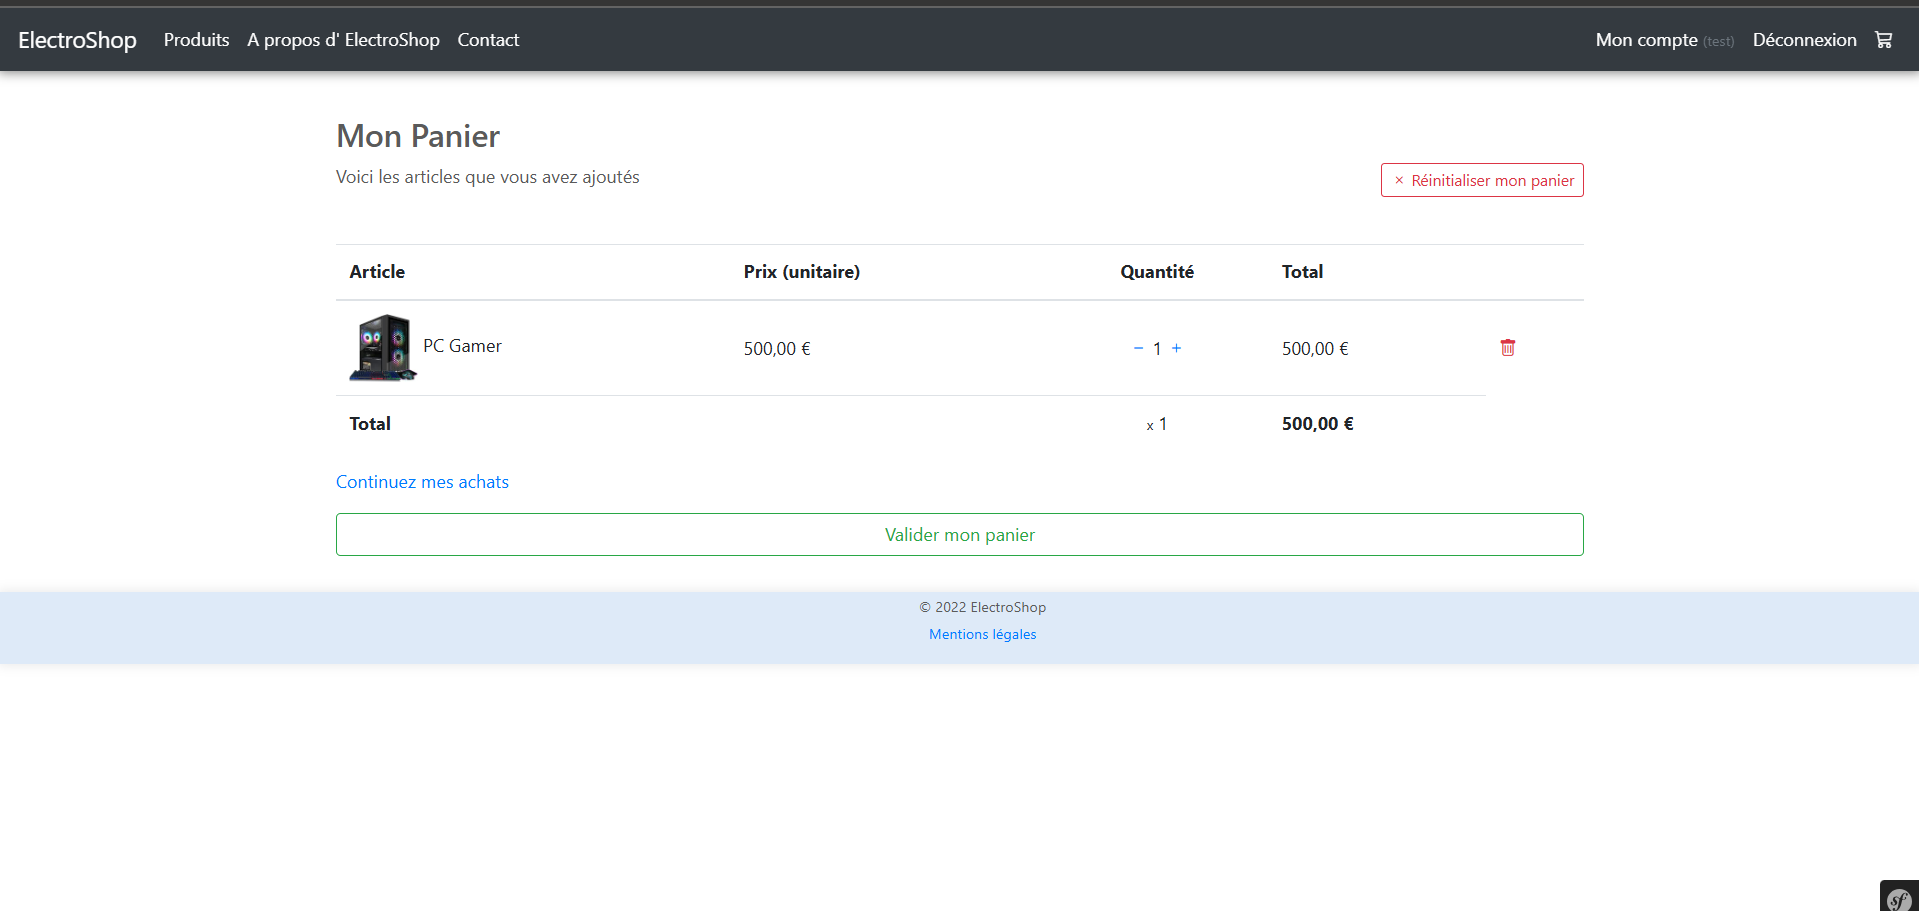 ElectroShop Produits A propos d' ElectroShop Contact Mon compte (test) Déconnexion
Mon Panier
Voici les articles que vous avez ajoutés
× Réinitialiser mon panier
Article Prix (unitaire) Quantité Total
PC Gamer 500,00 € − 1 + 500,00 €
Total x 1 500,00 €
Continuez mes achats
Valider mon panier
© 2022 ElectroShop
Mentions légales
sf